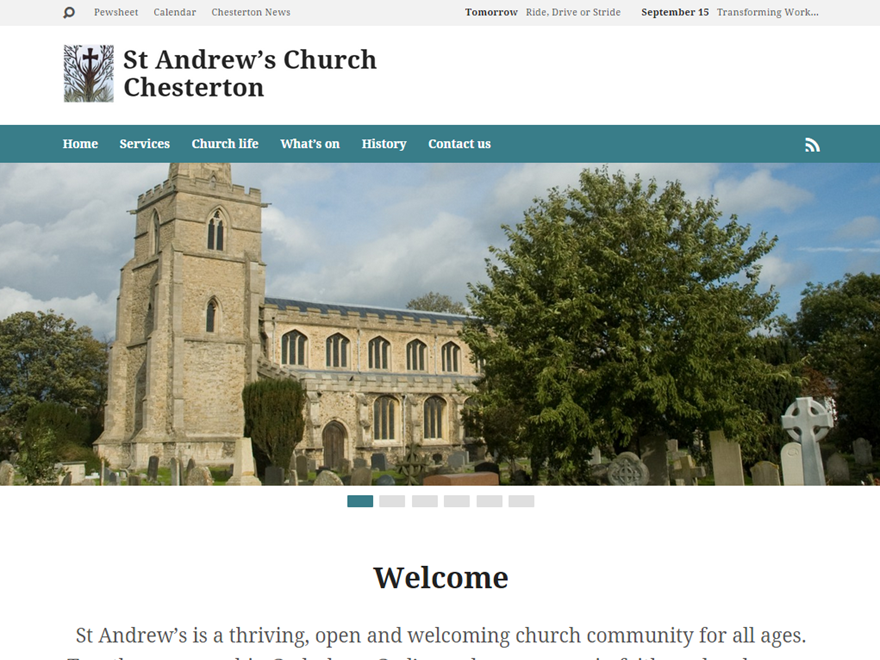 Pewsheet Calendar Chesterton News Tomorrow Ride, Drive or Stride September 15 Transforming Work...
St Andrew's Church
Chesterton
Home Services Church life What's on History Contact us
Welcome
St Andrew's is a thriving, open and welcoming church community for all ages.